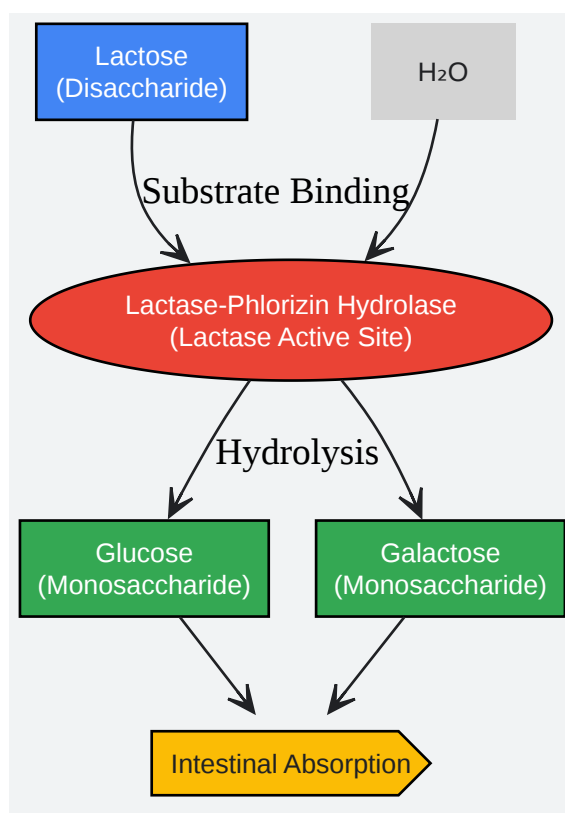 Lactose
(Disaccharide)
H₂O
Substrate Binding
Lactase-Phlorizin Hydrolase
(Lactase Active Site)
Hydrolysis
Glucose
(Monosaccharide)
Galactose
(Monosaccharide)
Intestinal Absorption